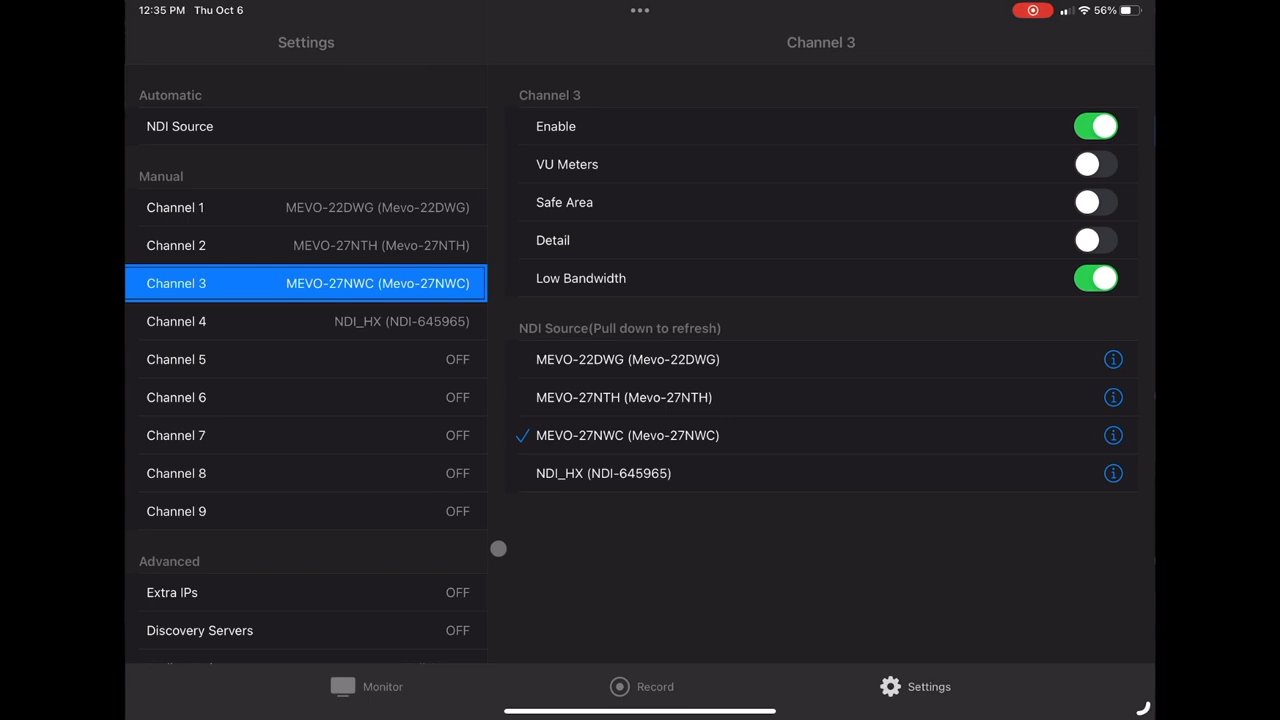 12:35 PM Thu Oct 6
56%
Settings
Channel 3
Automatic
NDI Source
Manual
Channel 1 MEVO-22DWG (Mevo-22DWG)
Channel 2 MEVO-27NTH (Mevo-27NTH)
Channel 3 MEVO-27NWC (Mevo-27NWC)
Channel 4 NDI_HX (NDI-645965)
Channel 5 OFF
Channel 6 OFF
Channel 7 OFF
Channel 8 OFF
Channel 9 OFF
Advanced
Extra IPs OFF
Discovery Servers OFF
Channel 3
Enable
VU Meters
Safe Area
Detail
Low Bandwidth
NDI Source(Pull down to refresh)
MEVO-22DWG (Mevo-22DWG)
MEVO-27NTH (Mevo-27NTH)
MEVO-27NWC (Mevo-27NWC)
NDI_HX (NDI-645965)
Monitor
Record
Settings